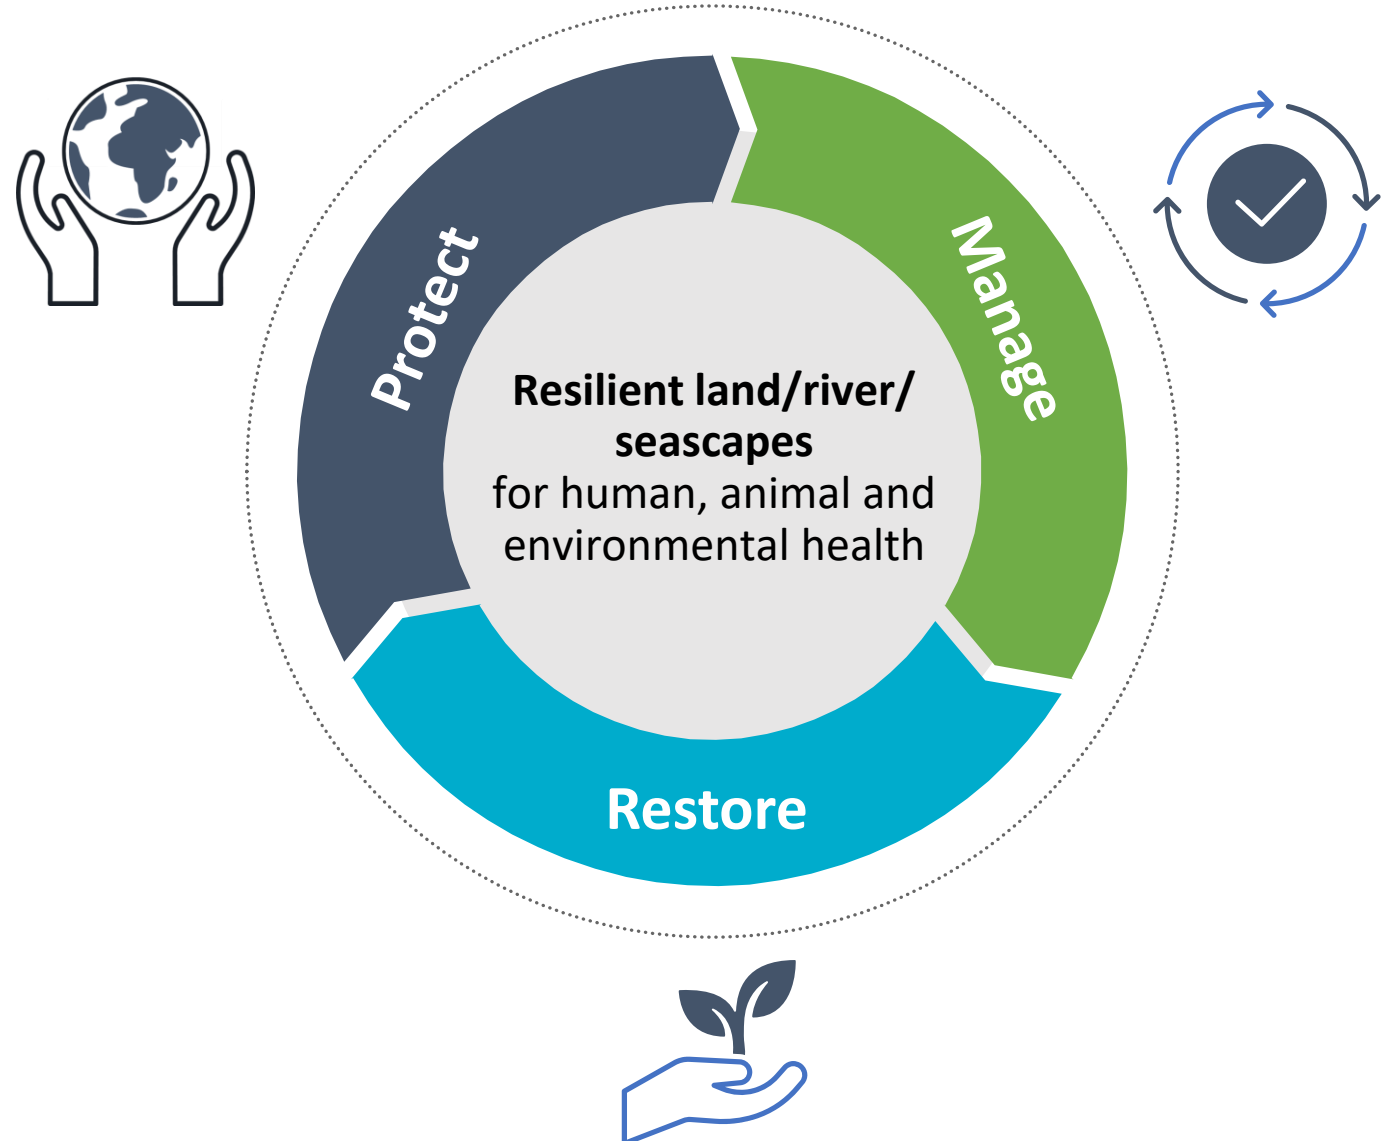 Protect
Manage
Resilient land/river/
seascapes
for human, animal and
environmental health
Restore